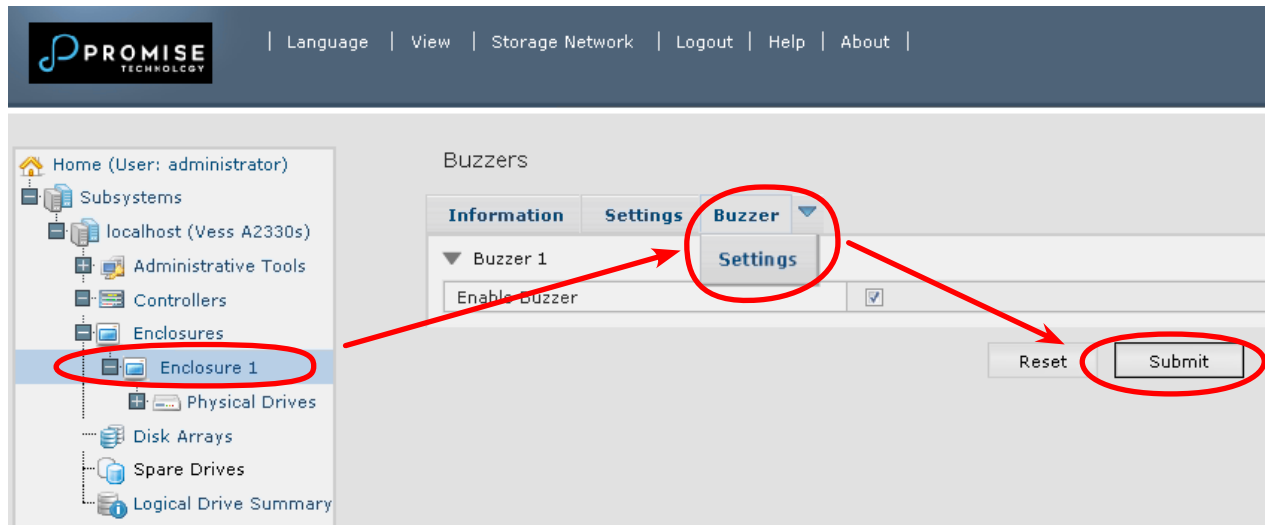 PROMISE
TECHNOLOGY
| Language | View | Storage Network | Logout | Help | About |
Home (User: administrator)
Subsystems
localhost (Vess A2330s)
Administrative Tools
Controllers
Enclosures
Enclosure 1
Physical Drives
Disk Arrays
Spare Drives
Logical Drive Summary
Buzzers
Information Settings Buzzer
Settings
Buzzer 1
Enable Buzzer
Reset Submit